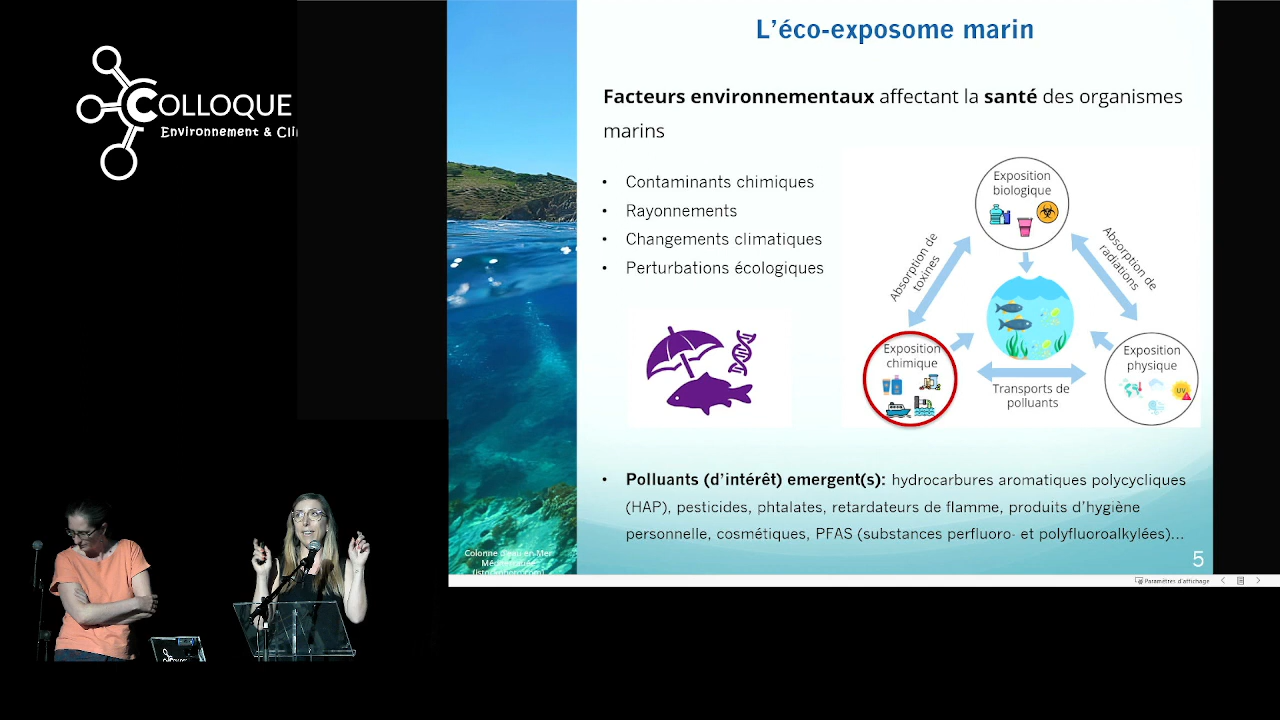 COLLOQUE
Environnement & Cli
L'éco-exposome marin
Facteurs environnementaux affectant la santé des organismes
marins
• Contaminants chimiques
• Rayonnements
• Changements climatiques
• Perturbations écologiques
Exposition
biologique
Absorption de
toxines
Absorption de
radiations
Exposition
chimique
Exposition
physique
UV
Transports de
polluants
• Polluants (d'intérêt) emergent(s): hydrocarbures aromatiques polycycliques
(HAP), pesticides, phtalates, retardateurs de flamme, produits d'hygiène
personnelle, cosmétiques, PFAS (substances perfluoro- et polyfluoroalkylées)...
Colonne d'eau en Mer
Méditerranée
5
Paramètres d'affichage